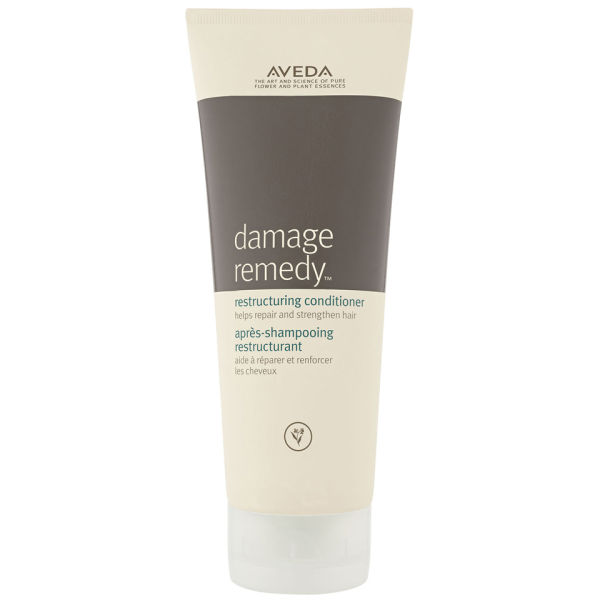 AVEDA
THE ART AND SCIENCE OF PURE
FLOWER AND PLANT ESSENCES
damage
remedy™
restructuring conditioner
helps repair and strengthen hair
après-shampooing
restructurant
aide à réparer et renforcer
les cheveux